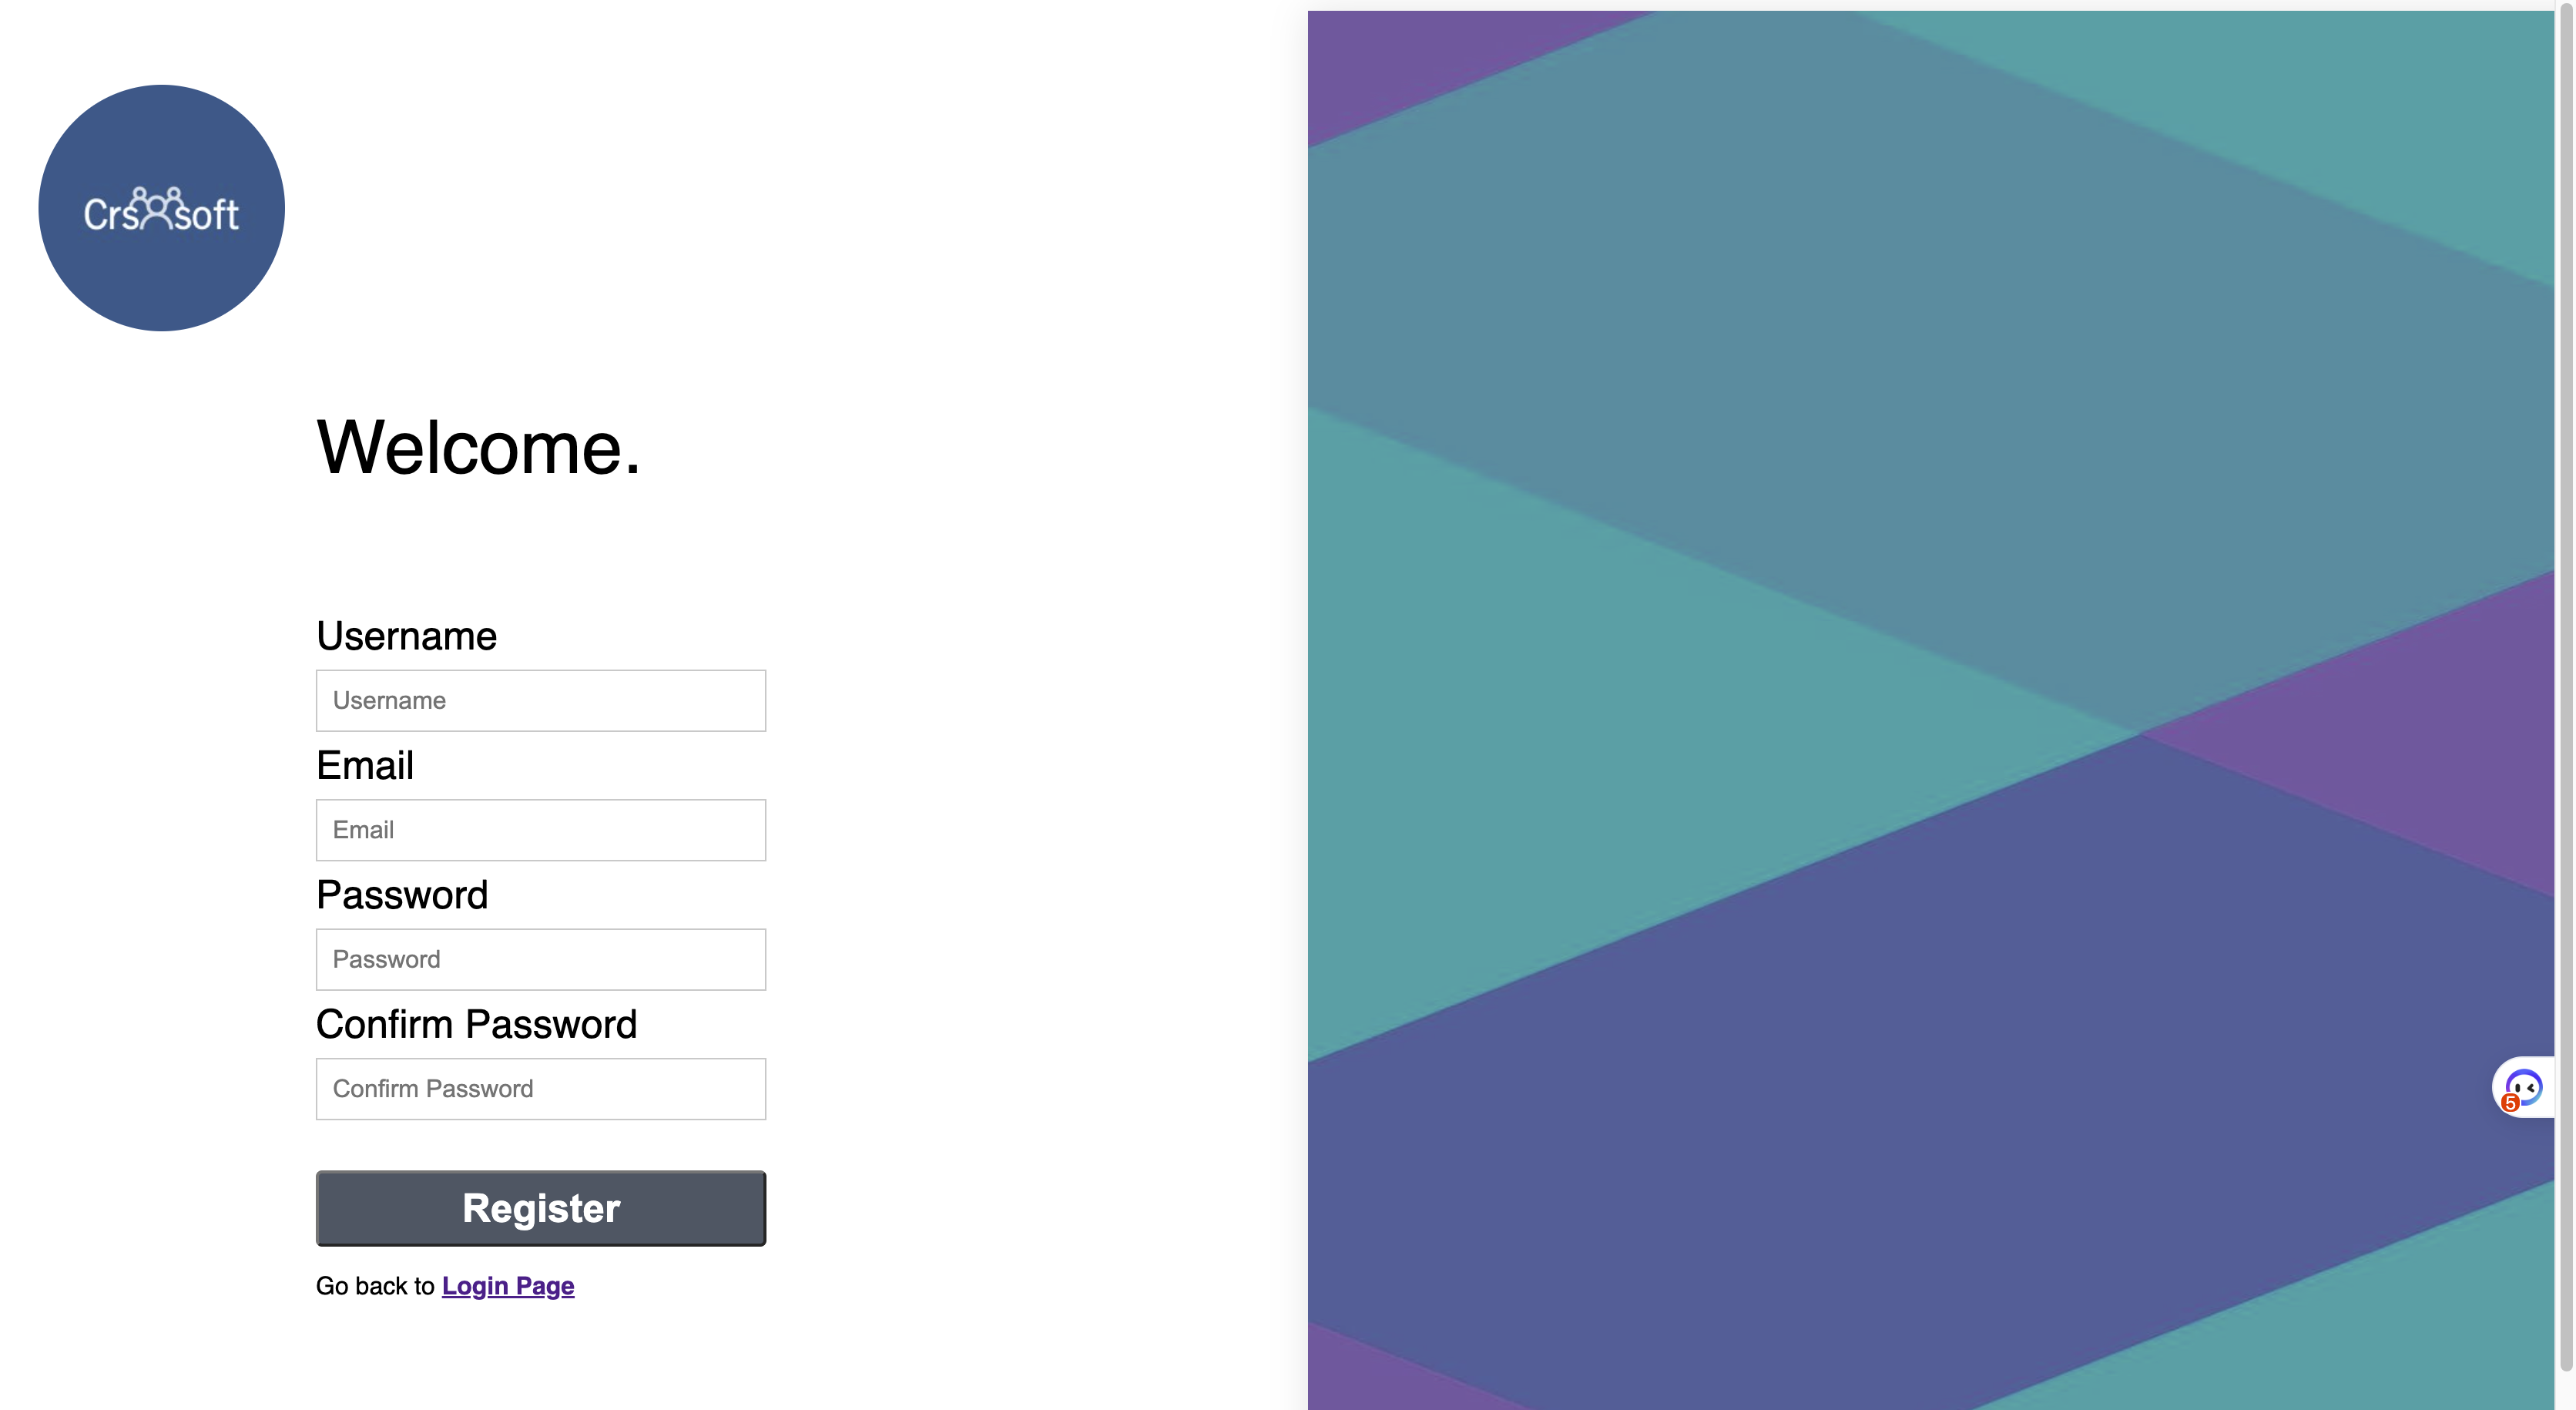 Crs soft
Welcome.
Username
Username
Email
Email
Password
Password
Confirm Password
Confirm Password
Register
Go back to Login Page
5